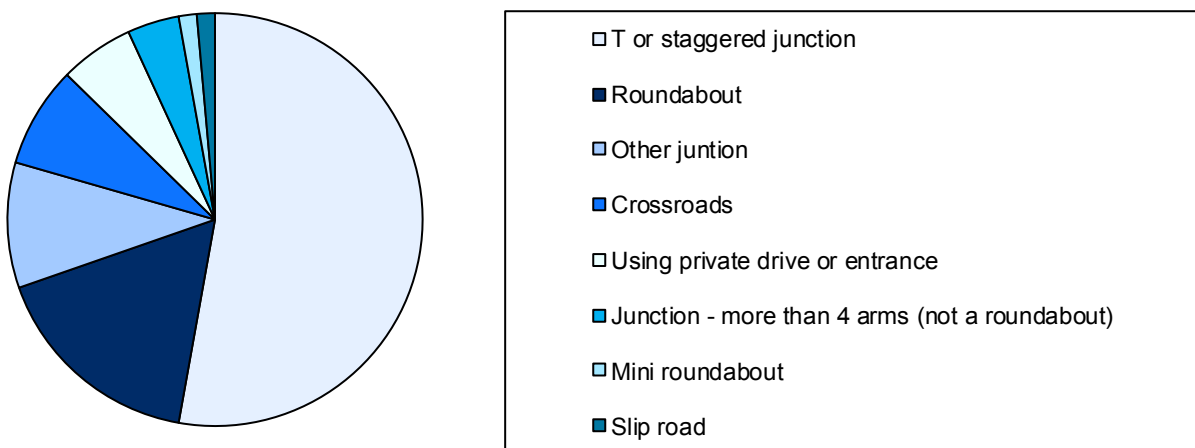 T or staggered junction
Roundabout
Other juntion
Crossroads
Using private drive or entrance
Junction - more than 4 arms (not a roundabout)
Mini roundabout
Slip road